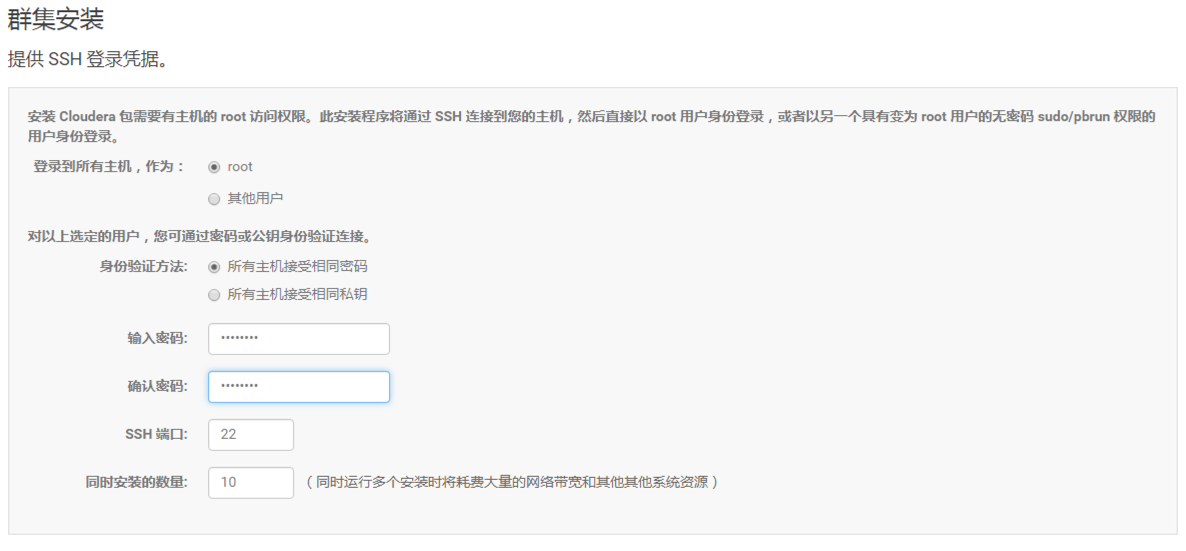 群集安装
提供 SSH 登录凭据。
安装 Cloudera 包需要有主机的 root 访问权限。此安装程序将通过 SSH 连接到您的主机，然后直接以 root 用户身份登录，或者以另一个具有变为 root 用户的无密码 sudo/pbrun 权限的
用户身份登录。
登录到所有主机，作为： root
其他用户
对以上选定的用户，您可通过密码或公钥身份验证连接。
身份验证方法: 所有主机接受相同密码
所有主机接受相同私钥
输入密码: ••••••••
确认密码: ••••••••
SSH 端口: 22
同时安装的数量: 10 （同时运行多个安装时将耗费大量的网络带宽和其他其他系统资源）